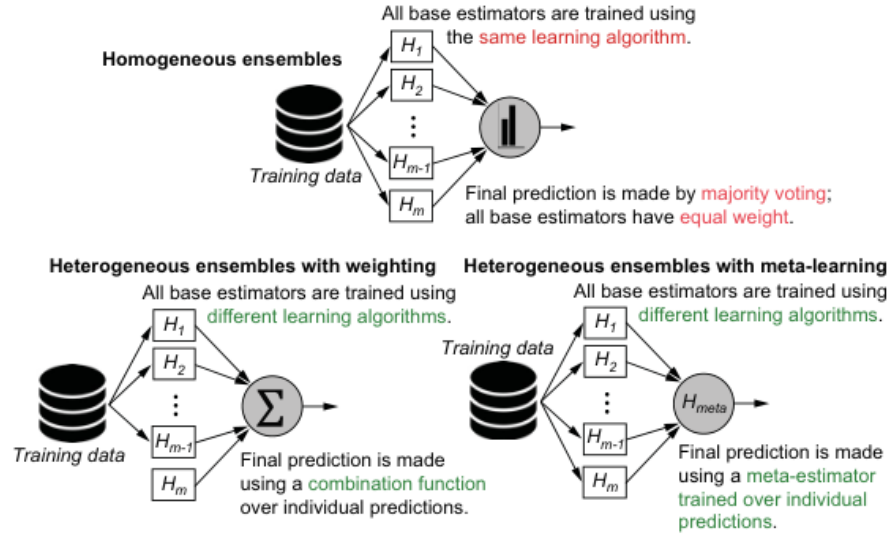 All base estimators are trained using
the same learning algorithm.
Homogeneous ensembles
H1
H2
⋮
Hm-1
Hm
Training data
Final prediction is made by majority voting;
all base estimators have equal weight.
Heterogeneous ensembles with weighting
All base estimators are trained using
different learning algorithms.
H1
H2
⋮
Hm-1
Hm
Training data
Σ
Final prediction is made
using a combination function
over individual predictions.
Heterogeneous ensembles with meta-learning
All base estimators are trained using
different learning algorithms.
Training data
H1
H2
⋮
Hm-1
Hm
Hmeta
Final prediction is made
using a meta-estimator
trained over individual
predictions.